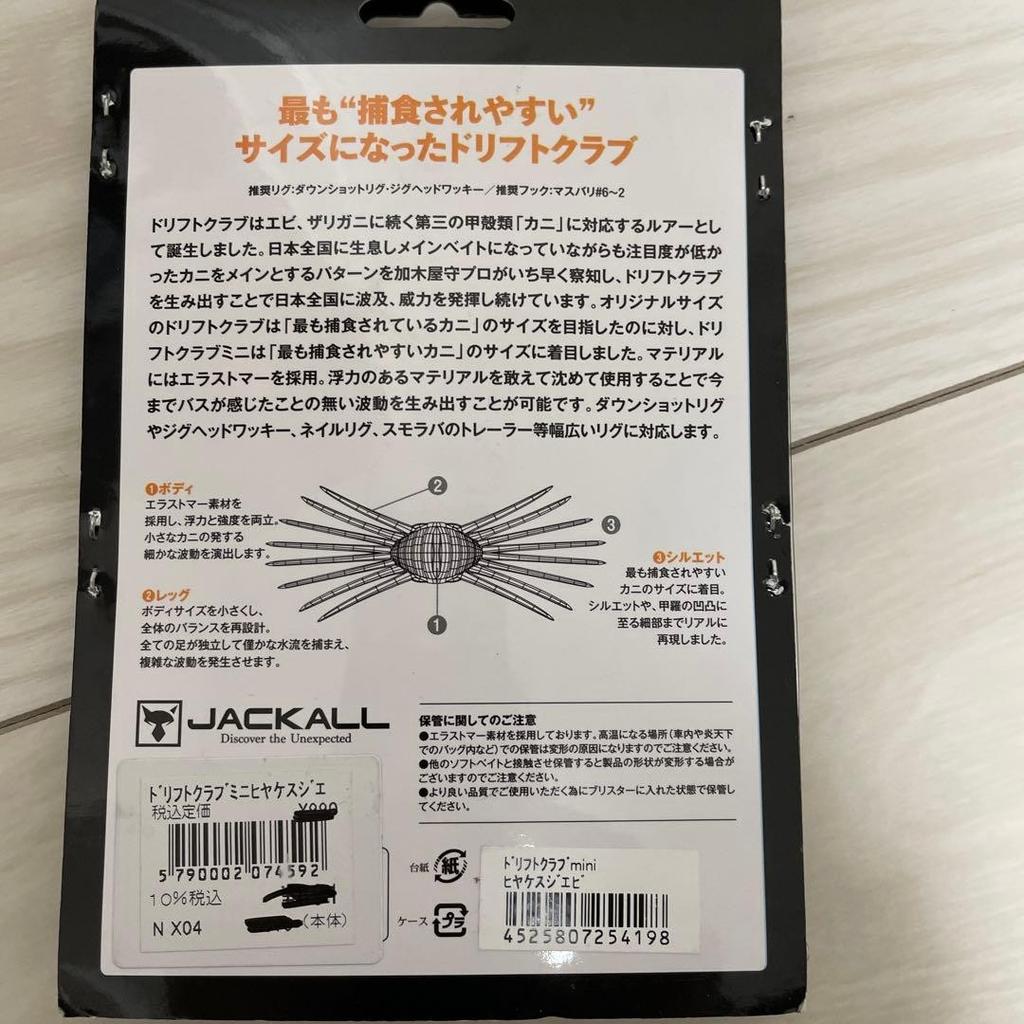 最も“捕食されやすい”
サイズになったドリフトクラブ
推奨リグ:ダウンショットリグ・ジグヘッドワッキー／推奨フック:マスバリ#6〜2
ドリフトクラブはエビ、ザリガニに続く第三の甲殻類「カニ」に対応するルアーとし
て誕生しました。日本全国に生息しメインベイトになっていながらも注目度が低か
ったカニをメインとするパターンを加木屋守プロがいち早く察知し、ドリフトクラブ
を生み出すことで日本全国に波及、威力を発揮し続けています。オリジナルサイズ
のドリフトクラブは「最も捕食されているカニ」のサイズを目指したのに対し、ドリ
フトクラブミニは「最も捕食されやすいカニ」のサイズに着目しました。マテリアル
にはエラストマーを採用。浮力のあるマテリアルを敢えて沈めて使用することで今
までバスが感じたことの無い波動を生み出すことが可能です。ダウンショットリグ
やジグヘッドワッキー、ネイルリグ、スモラバのトレーラー等幅広いリグに対応します。
❶ボディ
エラストマー素材を
採用し、浮力と強度を両立。
小さなカニの発する
細かな波動を演出します。
❷レッグ
ボディサイズを小さくし、
全体のバランスを再設計。
全ての足が独立して僅かな水流を捕まえ、
複雑な波動を発生させます。
2
3
1
❸シルエット
最も捕食されやすい
カニのサイズに着目。
シルエットや、甲羅の凹凸に
至る細部までリアルに
再現しました。
JACKALL
Discover the Unexpected
保管に関してのご注意
●エラストマー素材を採用しております。高温になる場所(車内や炎天下
でのバッグ内など)での保管は変形の原因になりますのでご注意ください。
●他のソフトベイトと接触させ保管すると製品の形状が変形する場合が
ございますのでご注意ください。
●より良い品質でご使用いただく為にブリスターに入れた状態で保管し
てください。
ﾄﾞﾘﾌﾄｸﾗﾌﾞﾐﾆﾋﾔｹｽｼﾞｴ
税込定価
5 790002 074592
10%税込
(本体)
N X04
台紙 紙
ケース プラ
ﾄﾞﾘﾌﾄｸﾗﾌﾞmini
ﾋﾔｹｽｼﾞｴﾋﾞ
4525807254198